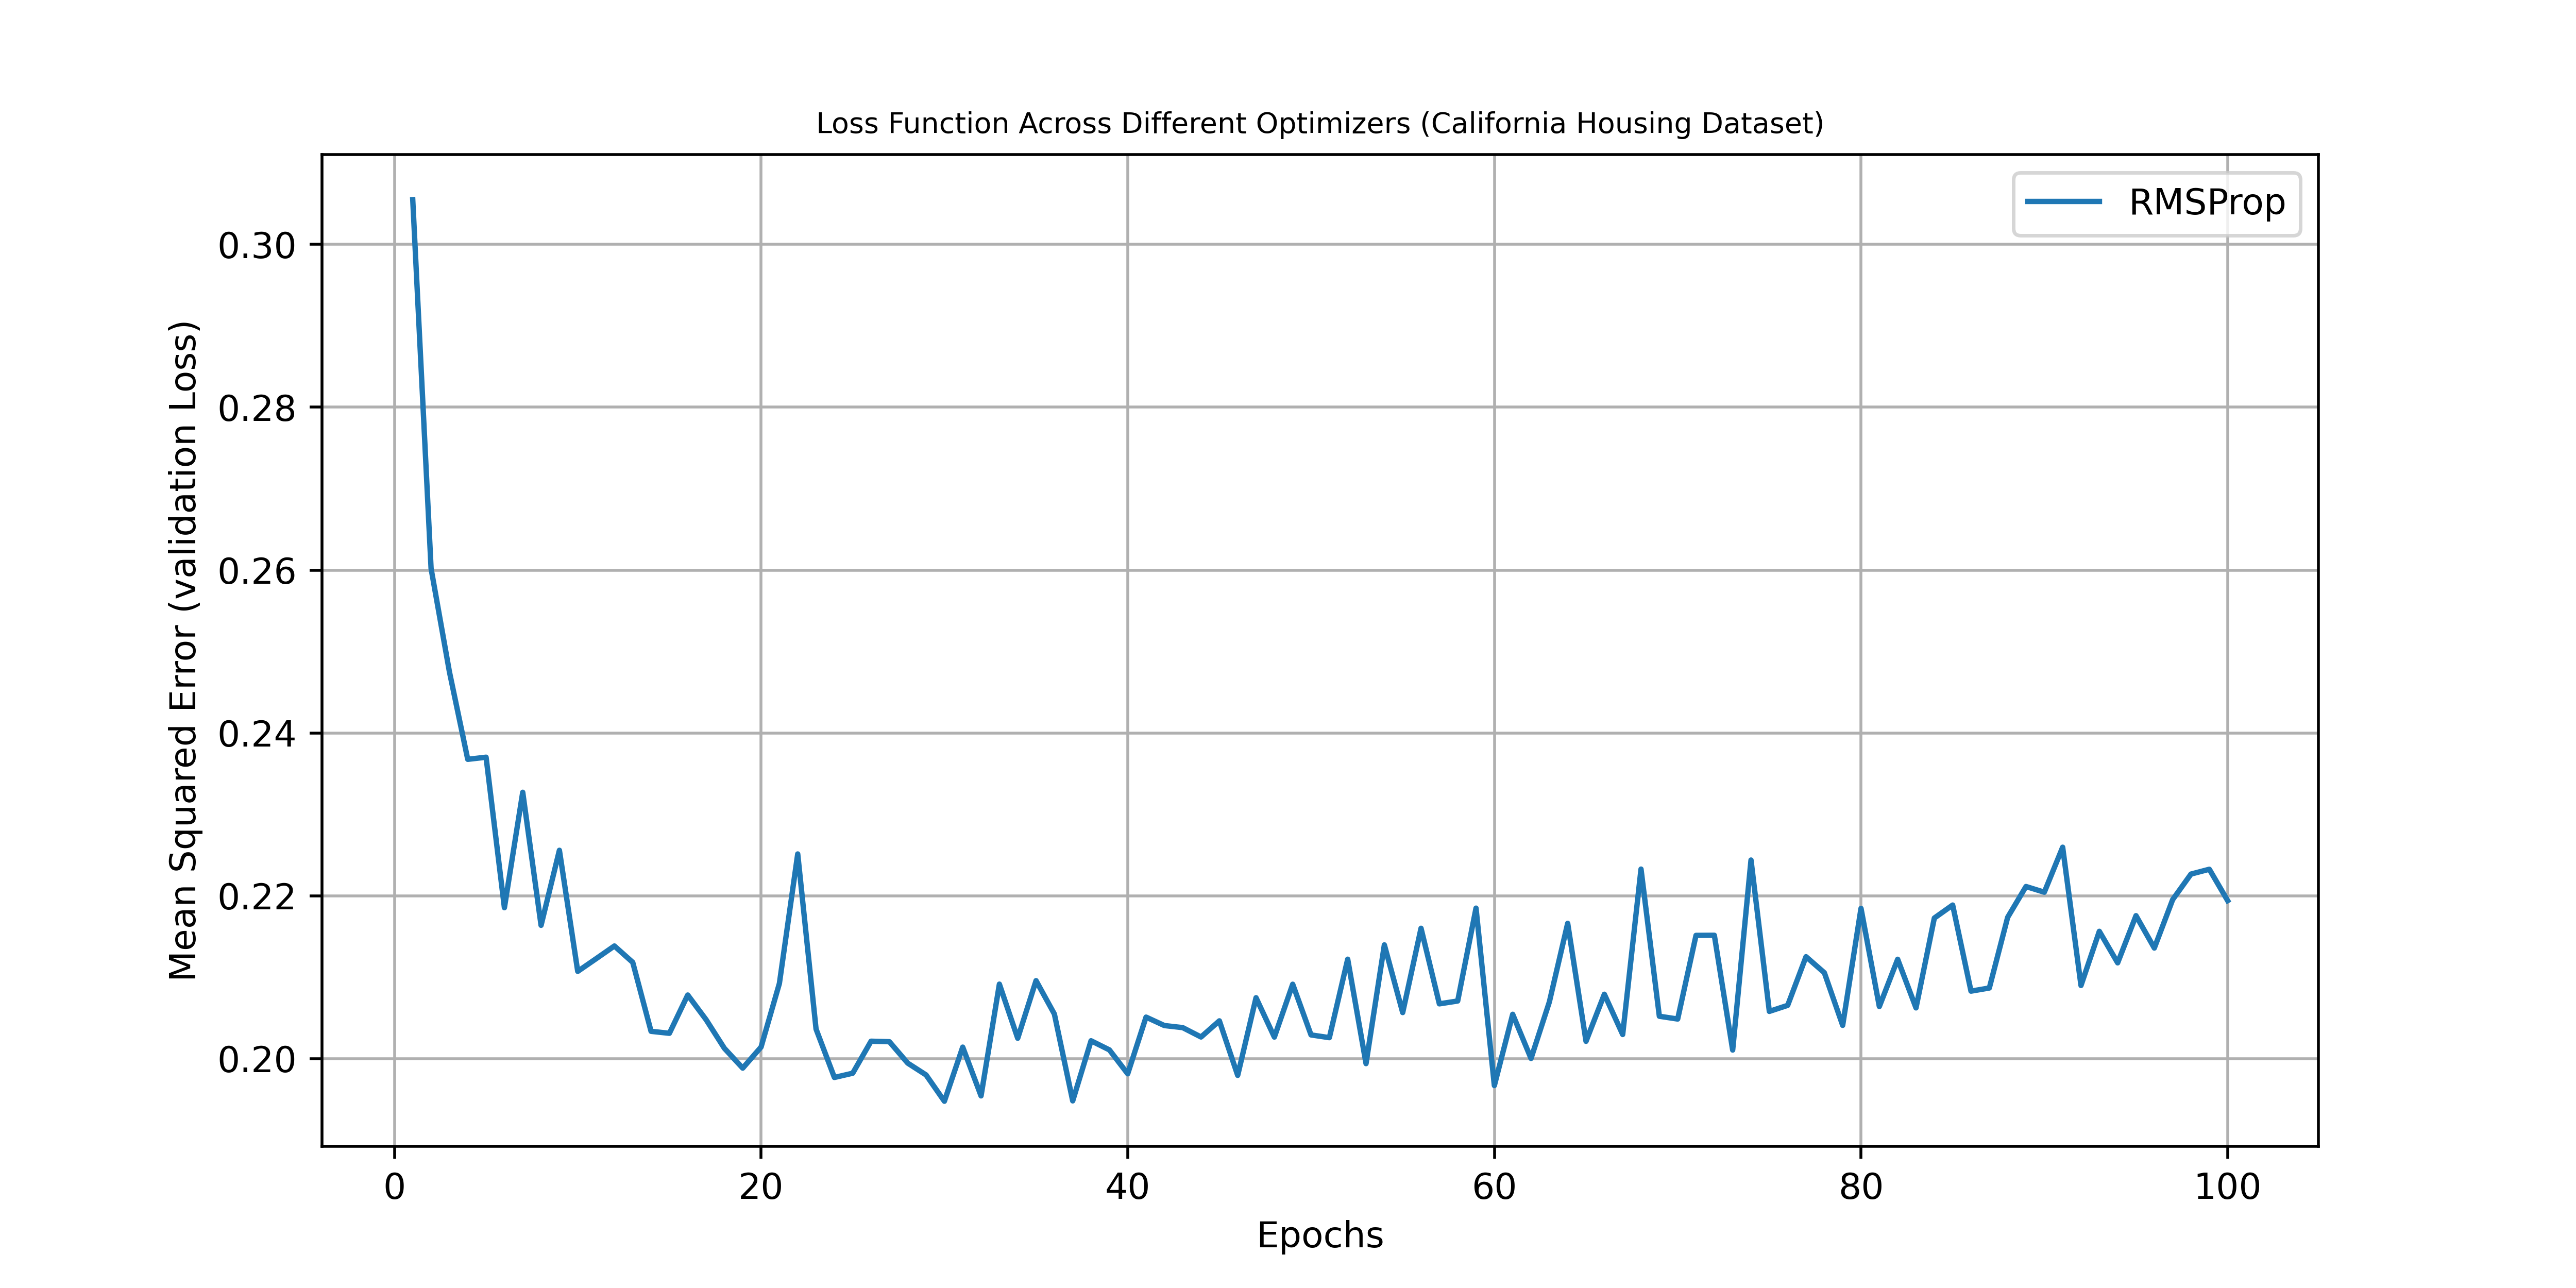 Loss Function Across Different Optimizers (California Housing Dataset)
RMSProp
Mean Squared Error (validation Loss)
0.30
0.28
0.26
0.24
0.22
0.20
0 20 40 60 80 100
Epochs